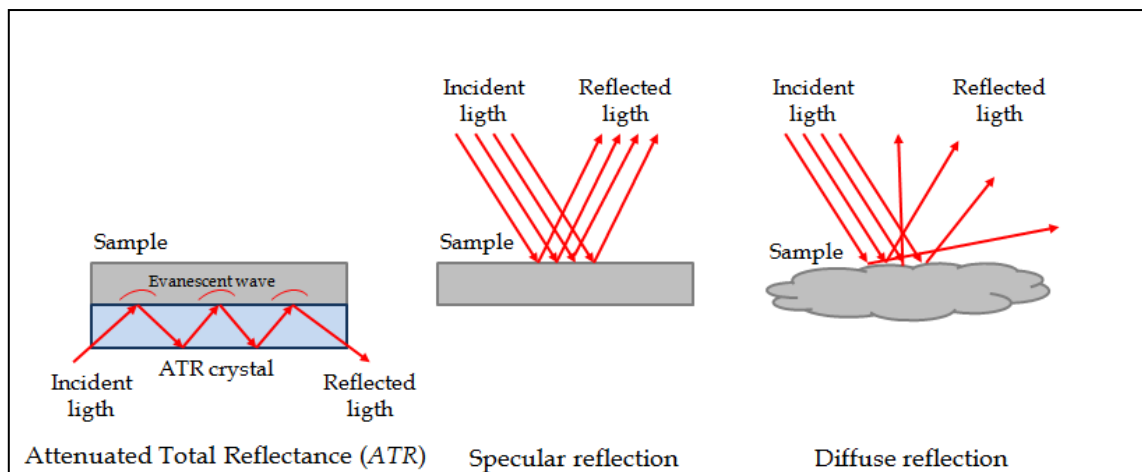 Sample
Evanescent wave
ATR crystal
Incident
ligth
Reflected
ligth
Attenuated Total Reflectance (ATR)
Incident
ligth
Reflected
ligth
Sample
Specular reflection
Incident
ligth
Reflected
ligth
Sample
Diffuse reflection